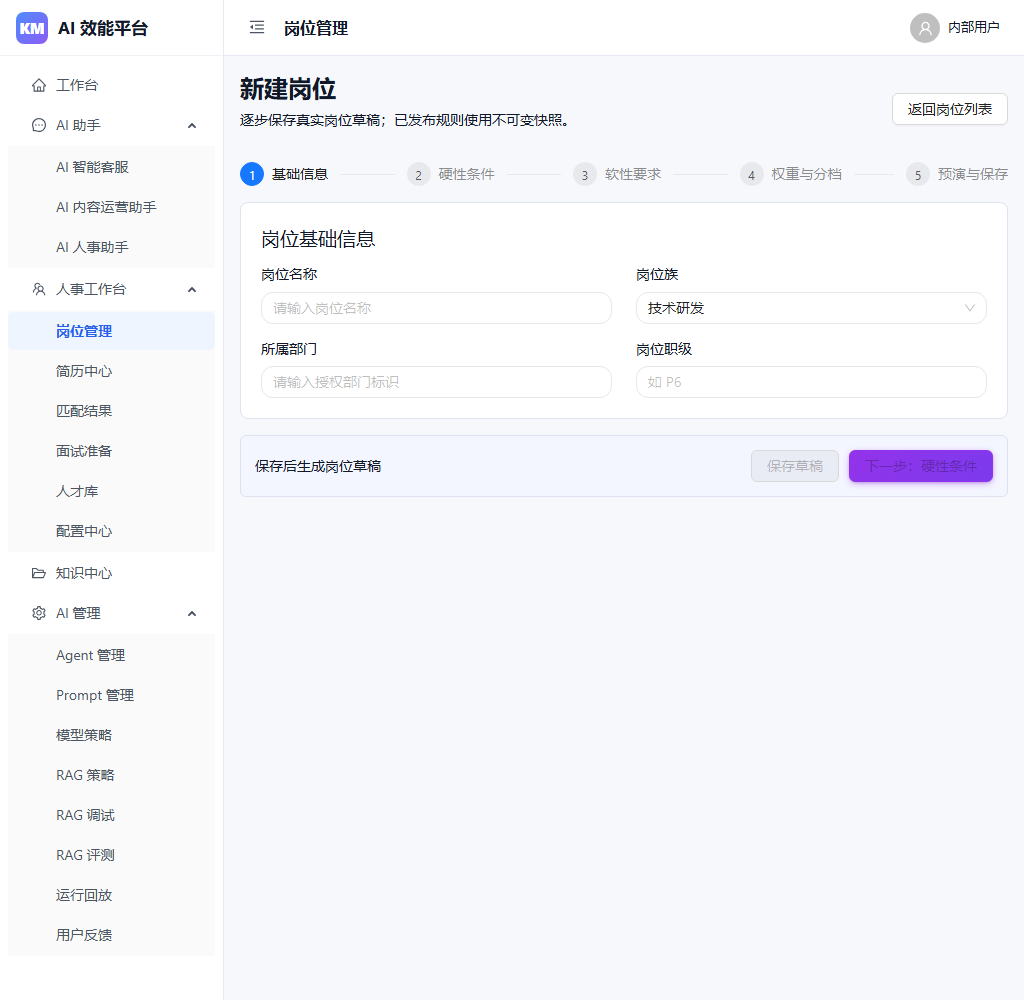 KM AI 效能平台
岗位管理
内部用户
工作台
AI 助手
AI 智能客服
AI 内容运营助手
AI 人事助手
人事工作台
岗位管理
简历中心
匹配结果
面试准备
人才库
配置中心
知识中心
AI 管理
Agent 管理
Prompt 管理
模型策略
RAG 策略
RAG 调试
RAG 评测
运行回放
用户反馈
新建岗位
逐步保存真实岗位草稿；已发布规则使用不可变快照。
返回岗位列表
1 基础信息 2 硬性条件 3 软性要求 4 权重与分档 5 预演与保存
岗位基础信息
岗位名称 岗位族
请输入岗位名称 技术研发
所属部门 岗位职级
请输入授权部门标识 如 P6
保存后生成岗位草稿 保存草稿 下一步：硬性条件